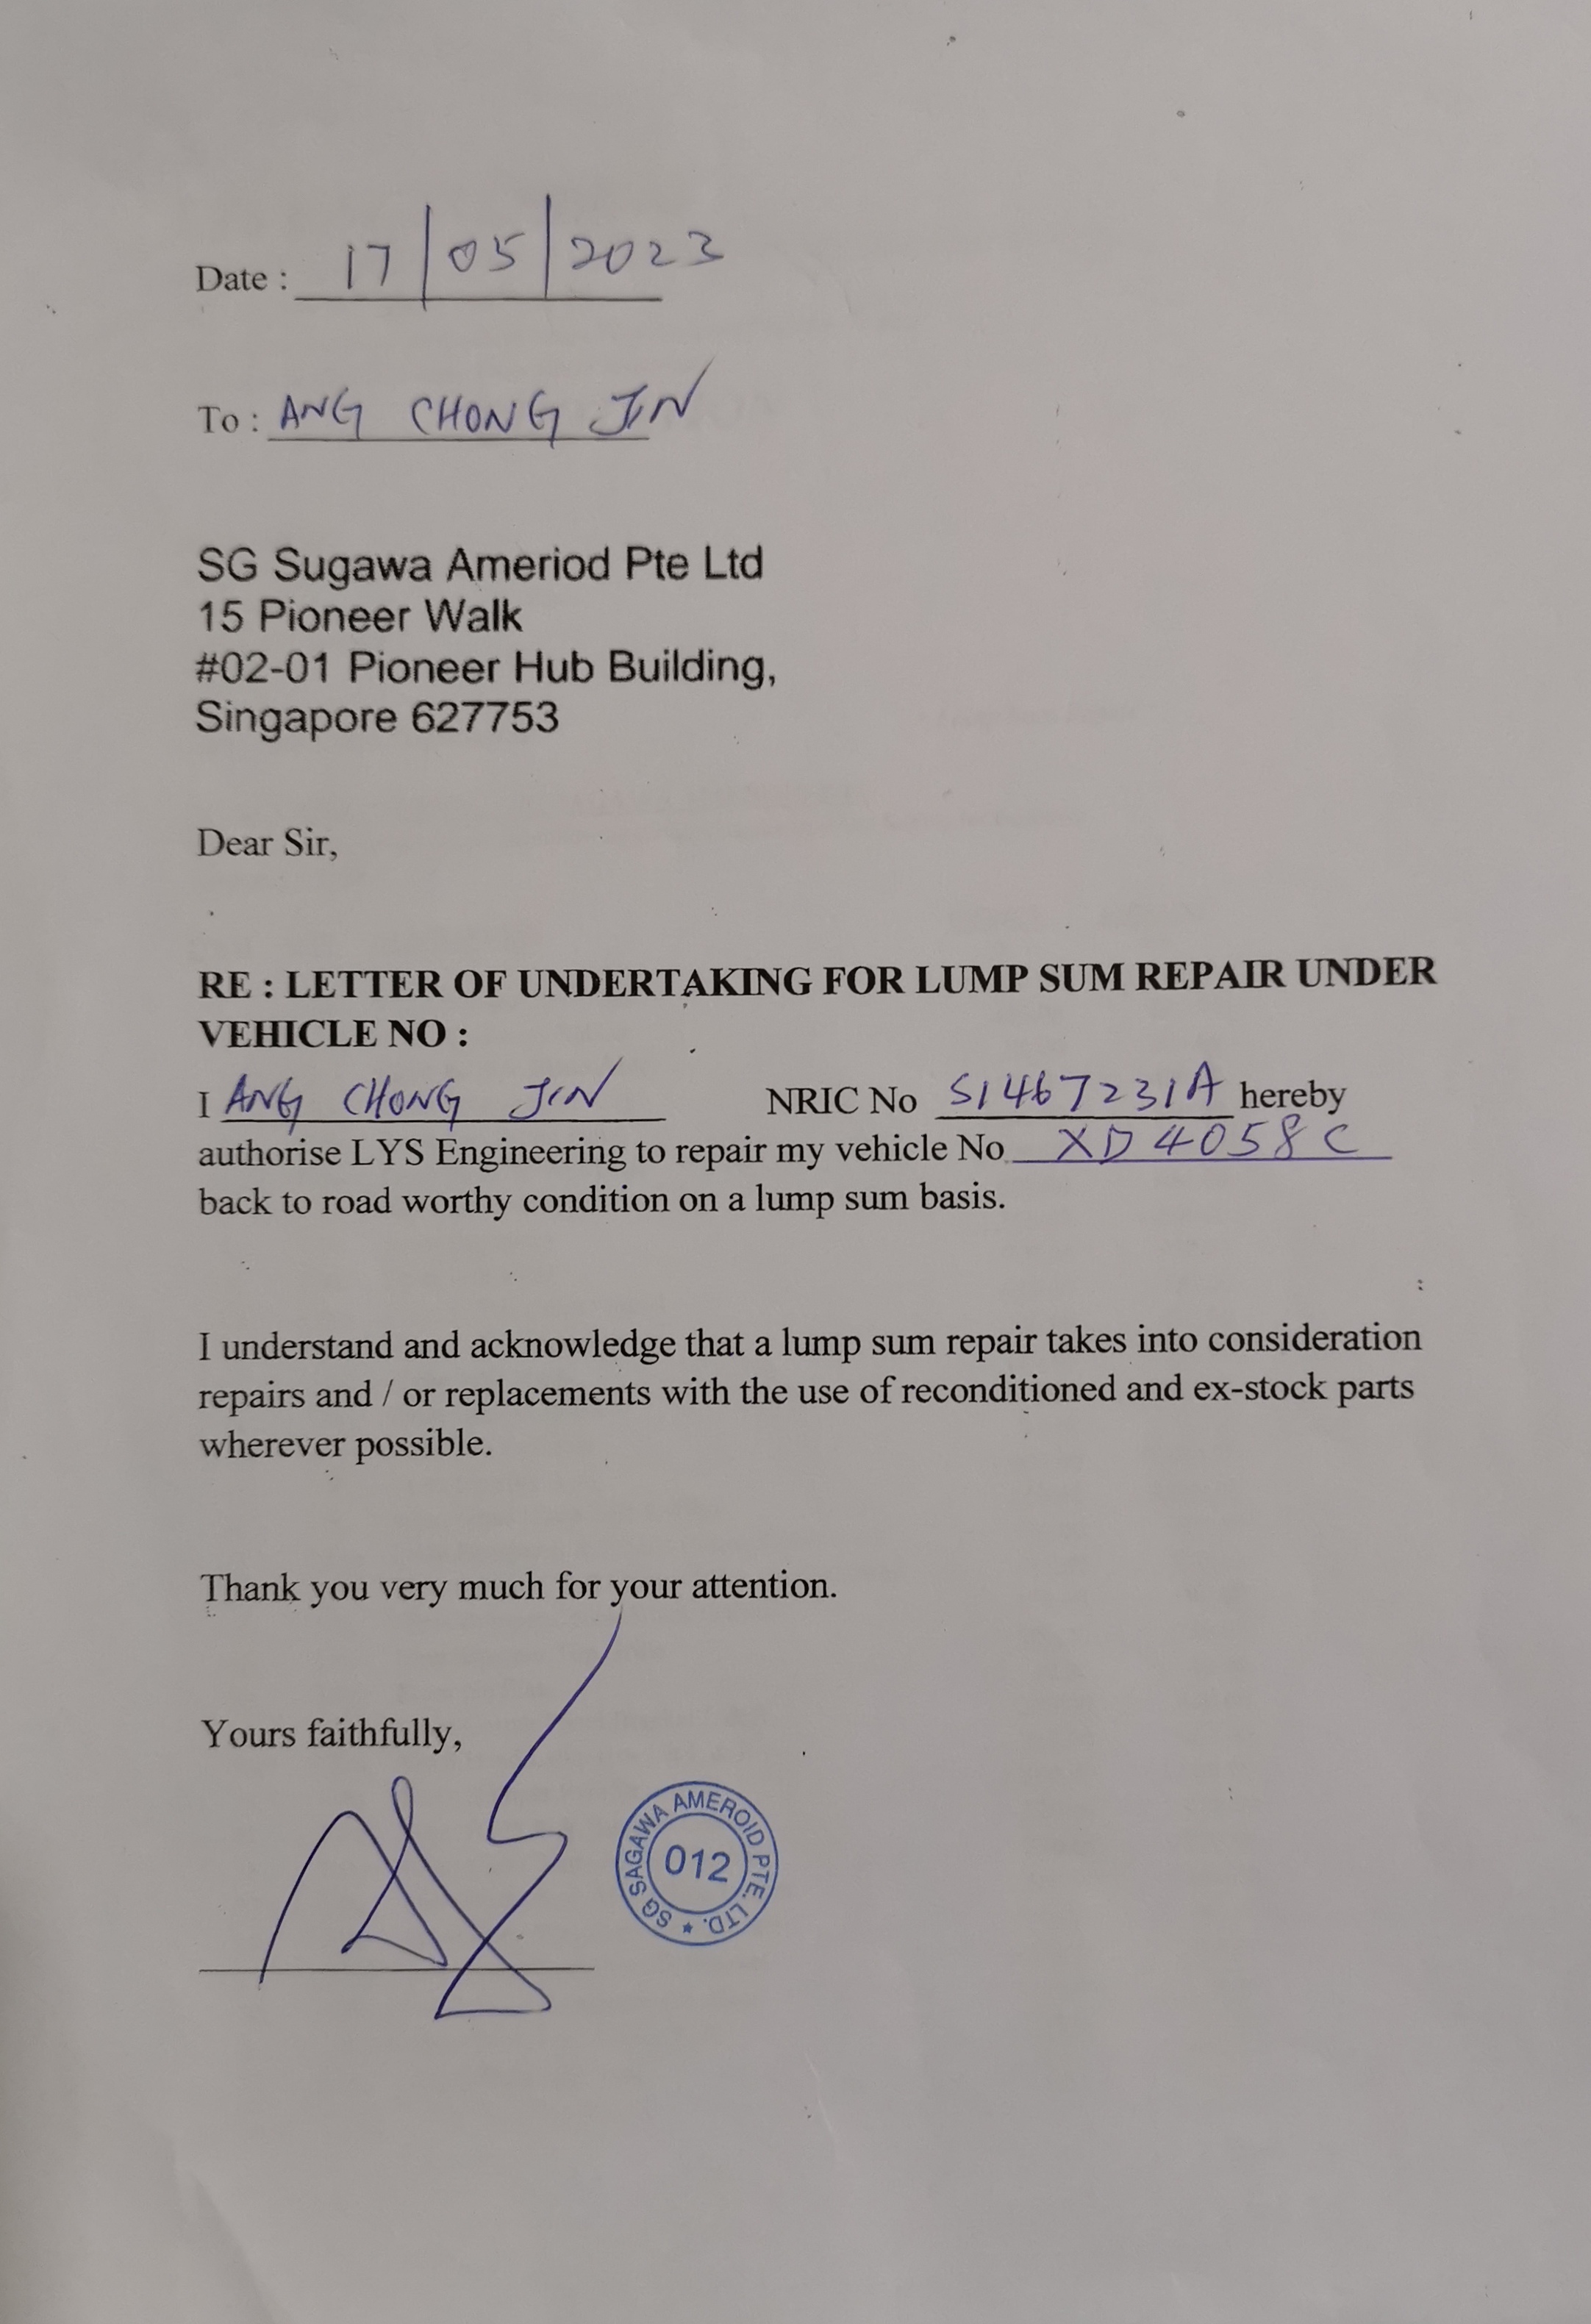 Date : 17/05/2023
To : ANG CHONG JIN
SG Sugawa Ameriod Pte Ltd
15 Pioneer Walk
#02-01 Pioneer Hub Building,
Singapore 627753
Dear Sir,
RE : LETTER OF UNDERTAKING FOR LUMP SUM REPAIR UNDER
VEHICLE NO :
I ANG CHONG JIN NRIC No S1467231A hereby
authorise LYS Engineering to repair my vehicle No XD 4058C
back to road worthy condition on a lump sum basis.
I understand and acknowledge that a lump sum repair takes into consideration
repairs and / or replacements with the use of reconditioned and ex-stock parts
wherever possible.
Thank you very much for your attention.
Yours faithfully,
SG SAGAWA AMEROID PTE. LTD.
012